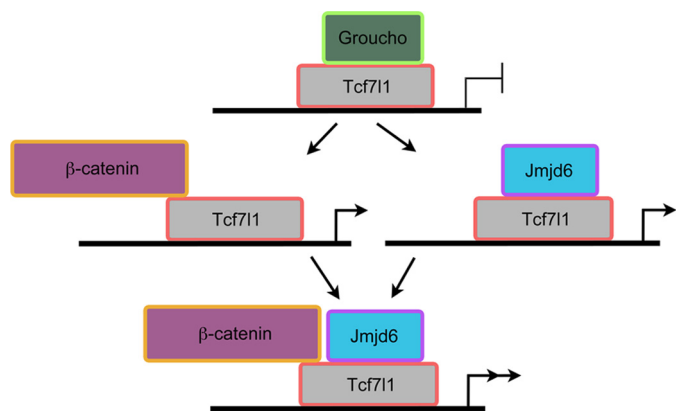 Groucho
Tcf7l1
β-catenin
Jmjd6
Tcf7l1
Tcf7l1
β-catenin
Jmjd6
Tcf7l1